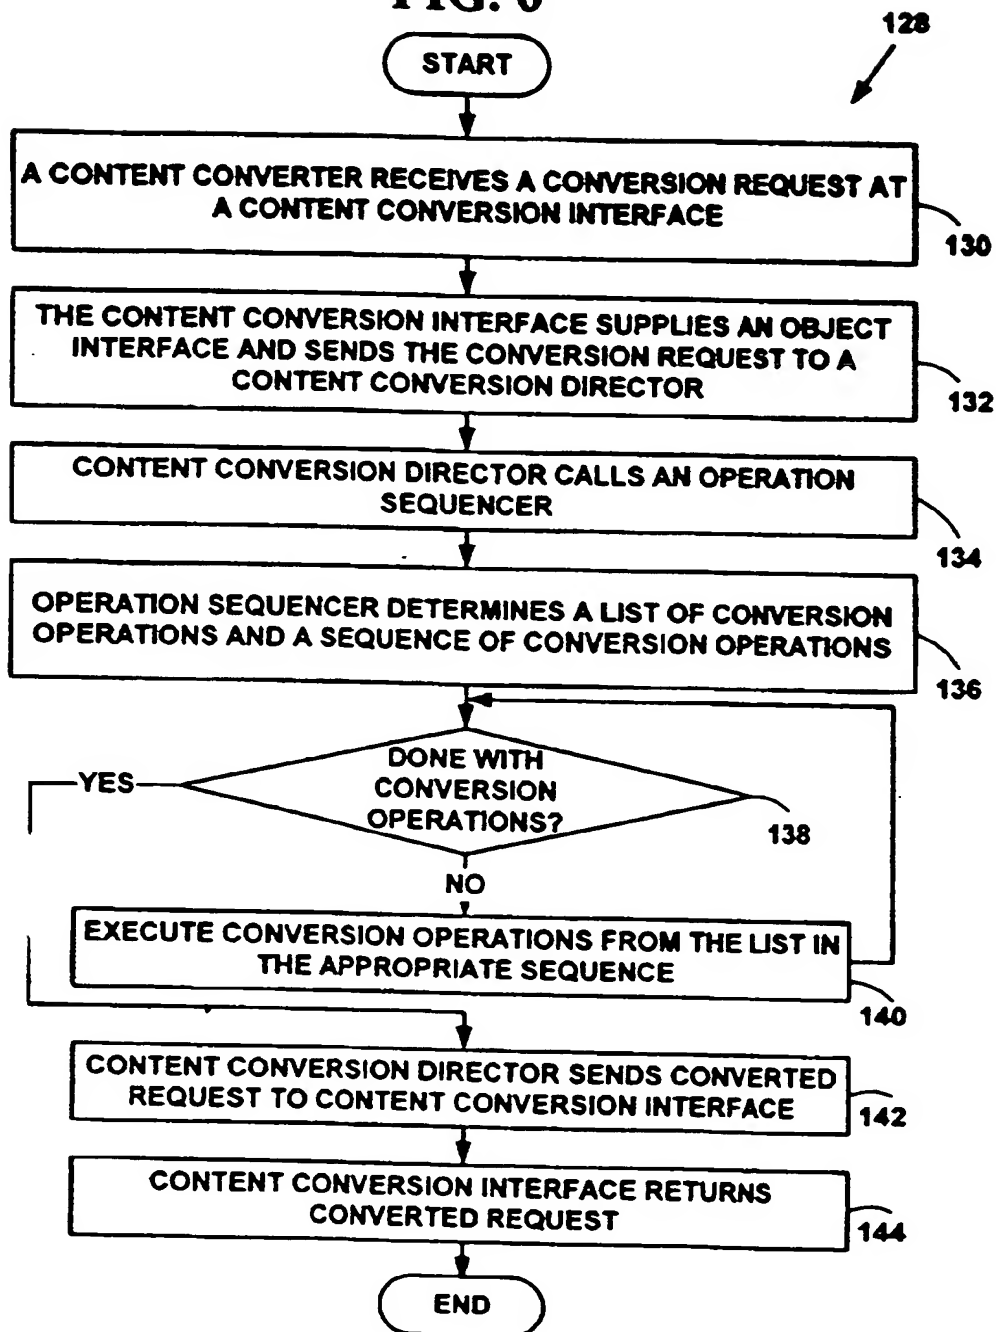 FIG. 6
128
START
A CONTENT CONVERTER RECEIVES A CONVERSION REQUEST AT
A CONTENT CONVERSION INTERFACE
130
THE CONTENT CONVERSION INTERFACE SUPPLIES AN OBJECT
INTERFACE AND SENDS THE CONVERSION REQUEST TO A
CONTENT CONVERSION DIRECTOR
132
CONTENT CONVERSION DIRECTOR CALLS AN OPERATION
SEQUENCER
134
OPERATION SEQUENCER DETERMINES A LIST OF CONVERSION
OPERATIONS AND A SEQUENCE OF CONVERSION OPERATIONS
136
DONE WITH
CONVERSION
OPERATIONS?
YES
138
NO
EXECUTE CONVERSION OPERATIONS FROM THE LIST IN
THE APPROPRIATE SEQUENCE
140
CONTENT CONVERSION DIRECTOR SENDS CONVERTED
REQUEST TO CONTENT CONVERSION INTERFACE
142
CONTENT CONVERSION INTERFACE RETURNS
CONVERTED REQUEST
144
END